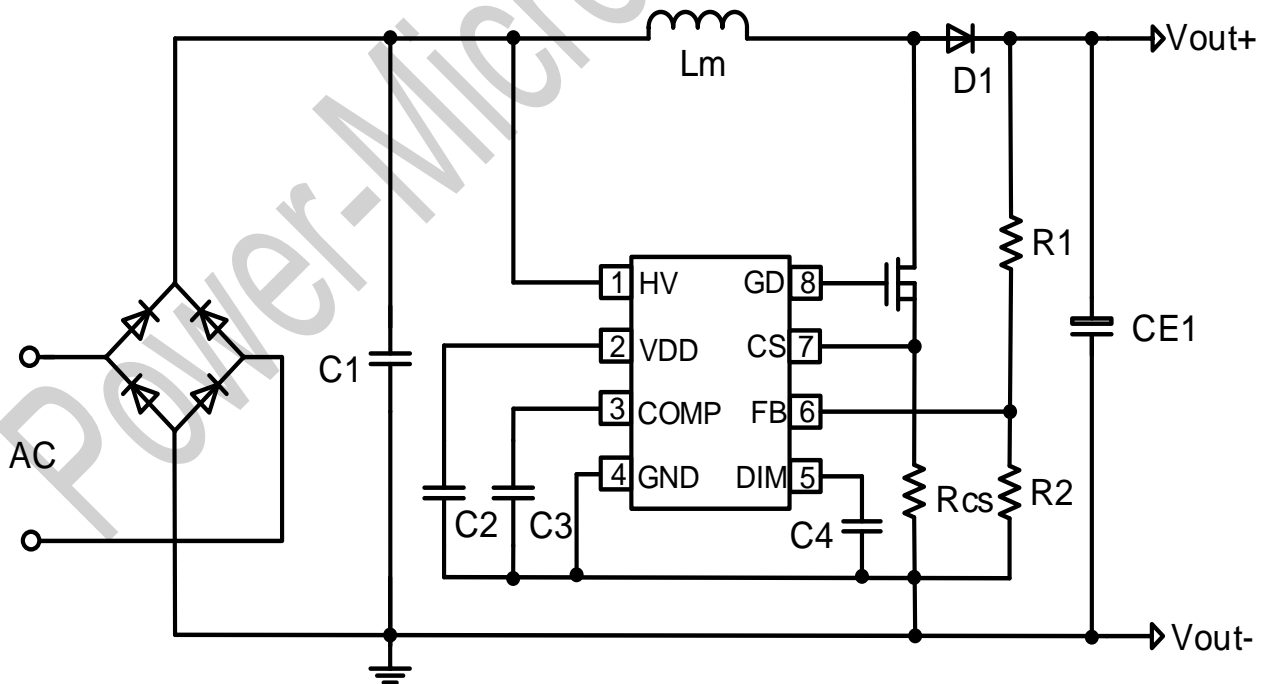 Power-Micro
Lm
Vout+
D1
R1
1 HV GD 8
CE1
2 VDD CS 7
C1
3 COMP FB 6
AC
4 GND DIM 5
Rcs R2
C2 C3 C4
Vout-